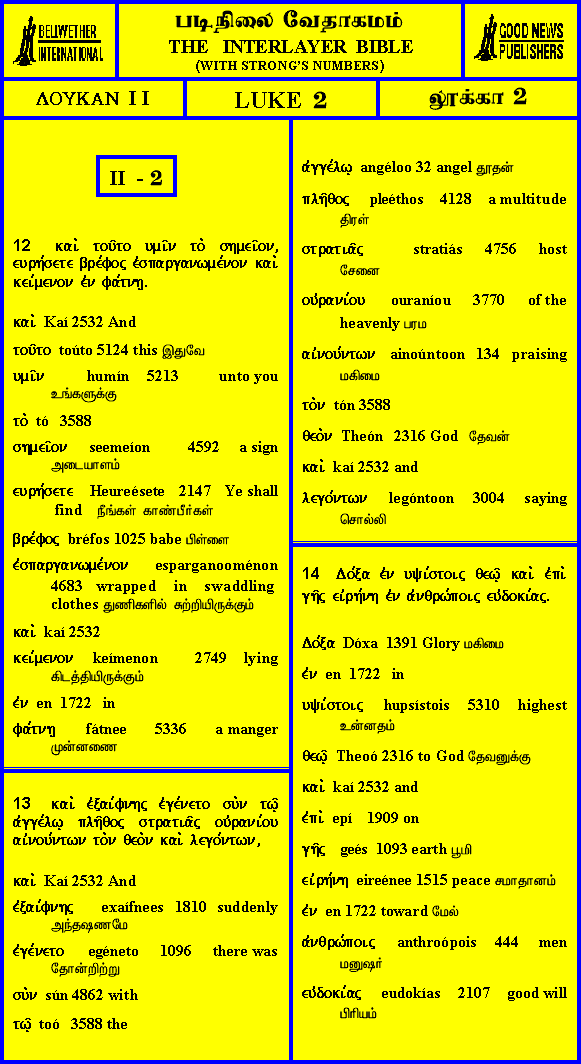 BELLWETHER
INTERNATIONAL
படிநிலை வேதாகமம்
THE INTERLAYER BIBLE
(WITH STRONG'S NUMBERS)
GOOD NEWS
PUBLISHERS
ΛΟΥΚΑΝ I I
LUKE 2
லூக்கா 2
II - 2
12 καὶ τοῦτο υμῖν τὸ σημεῖον,
ευρήσετε βρέφος ἐσπαργανωμένον καὶ
κείμενον ἐν φάτνῃ.
καὶ Kaí 2532 And
τοῦτο toúto 5124 this இதுவே
υμῖν humín 5213 unto you
உங்களுக்கு
τὸ tó 3588
σημεῖον seemeíon 4592 a sign
அடையாளம்
ευρήσετε Heureésete 2147 Ye shall
find நீங்கள் காண்பீர்கள்
βρέφος bréfos 1025 babe பிள்ளை
ἐσπαργανωμένον esparganooménon
4683 wrapped in swaddling
clothes துணிகளில் சுற்றியிருக்கும்
καὶ kaí 2532
κείμενον keímenon 2749 lying
கிடத்தியிருக்கும்
ἐν en 1722 in
φάτνῃ fátnee 5336 a manger
முன்னணை
13 καὶ ἐξαίφνης ἐγένετο σὺν τῷ
ἀγγέλῳ πλῆθος στρατιᾶς οὐρανίου
αἰνούντων τὸν θεὸν καὶ λεγόντων,
καὶ Kaí 2532 And
ἐξαίφνης exaífnees 1810 suddenly
அந்தஷணமே
ἐγένετο egéneto 1096 there was
தோன்றிற்று
σὺν sún 4862 with
τῷ toó 3588 the
ἀγγέλῳ angéloo 32 angel தூதன்
πλῆθος pleéthos 4128 a multitude
திரள்
στρατιᾶς stratiás 4756 host
சேனை
οὐρανίου ouraníou 3770 of the
heavenly பரம
αἰνούντων ainoúntoon 134 praising
மகிமை
τὸν tón 3588
θεὸν Theón 2316 God தேவன்
καὶ kaí 2532 and
λεγόντων legóntoon 3004 saying
சொல்லி
14 Δόξα ἐν υψίστοις θεῷ καὶ ἐπὶ
γῆς εἰρήνη ἐν ἀνθρώποις εὐδοκίας.
Δόξα Dóxa 1391 Glory மகிமை
ἐν en 1722 in
υψίστοις hupsístois 5310 highest
உன்னதம்
θεῷ Theoó 2316 to God தேவனுக்கு
καὶ kaí 2532 and
ἐπὶ epí 1909 on
γῆς geés 1093 earth பூமி
εἰρήνη eireénee 1515 peace சமாதானம்
ἐν en 1722 toward மேல்
ἀνθρώποις anthroópois 444 men
மனுஷர்
εὐδοκίας eudokías 2107 good will
பிரியம்